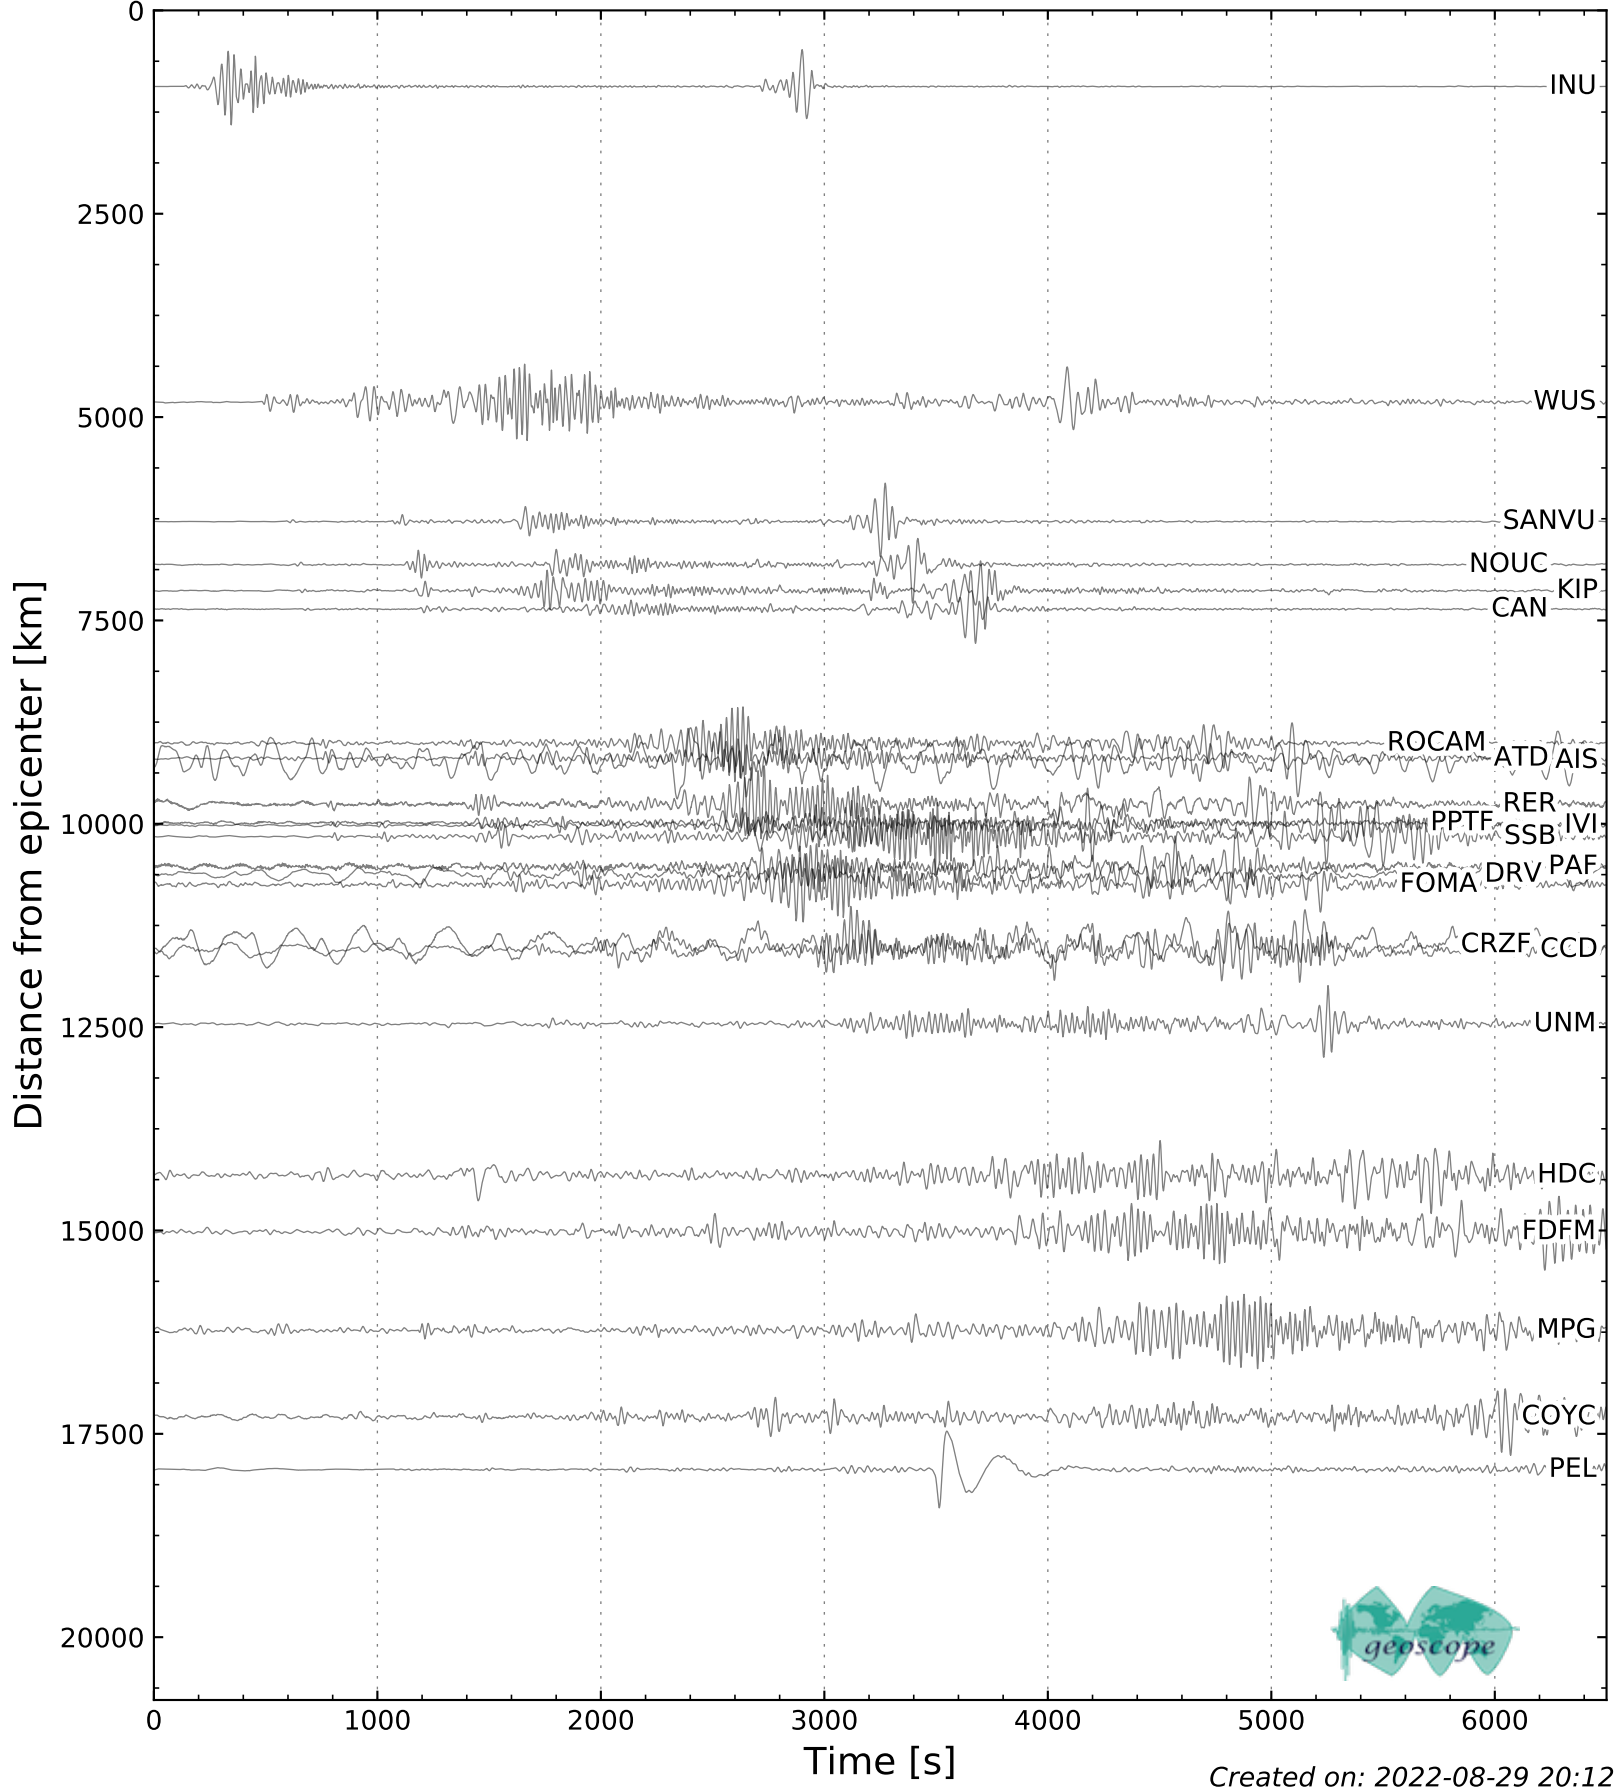 0
INU
2500
WUS
5000
SANVU
NOUC
KIP
CAN
7500
ROCAM
ATD AIS
RER
10000
PPTF IVI
SSB
PAF
DRV
FOMA
CRZF CCD
12500
UNM
HDC
15000
FDFM
MPG
COYC
17500
PEL
20000
geoscope
0 1000 2000 3000 4000 5000 6000
Distance from epicenter [km]
Time [s]
Created on: 2022-08-29 20:12